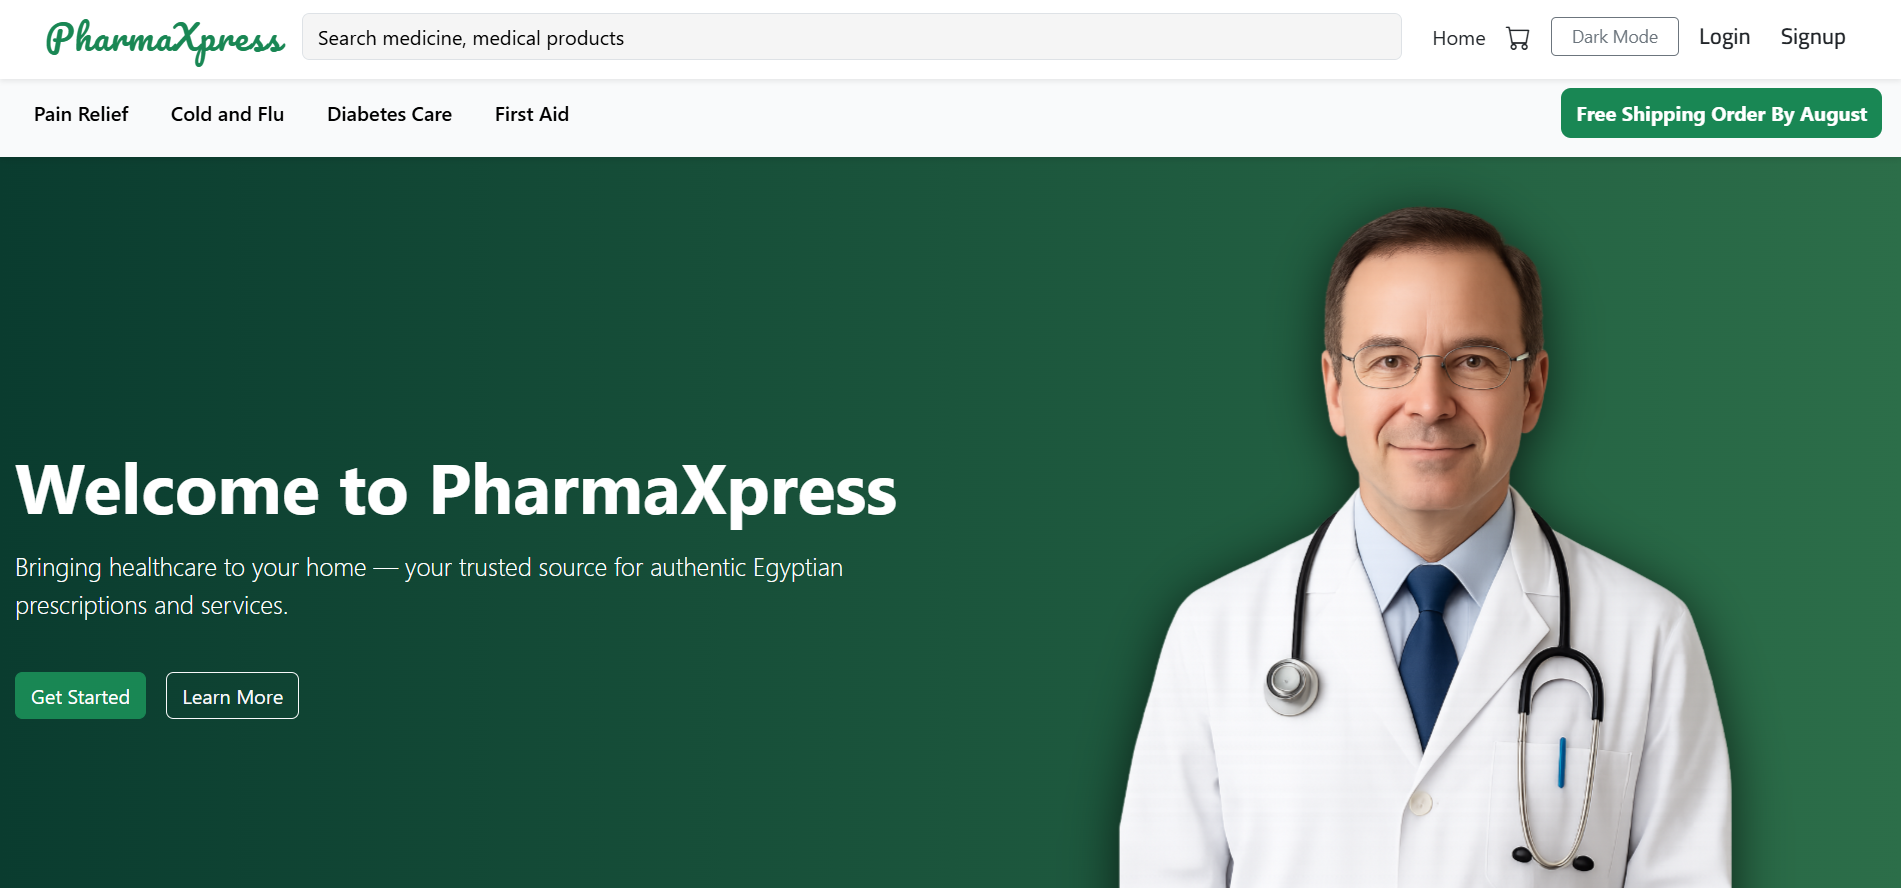 PharmaXpress
Search medicine, medical products
Home
Dark Mode
Login
Signup
Pain Relief
Cold and Flu
Diabetes Care
First Aid
Free Shipping Order By August
Welcome to PharmaXpress
Bringing healthcare to your home — your trusted source for authentic Egyptian
prescriptions and services.
Get Started
Learn More